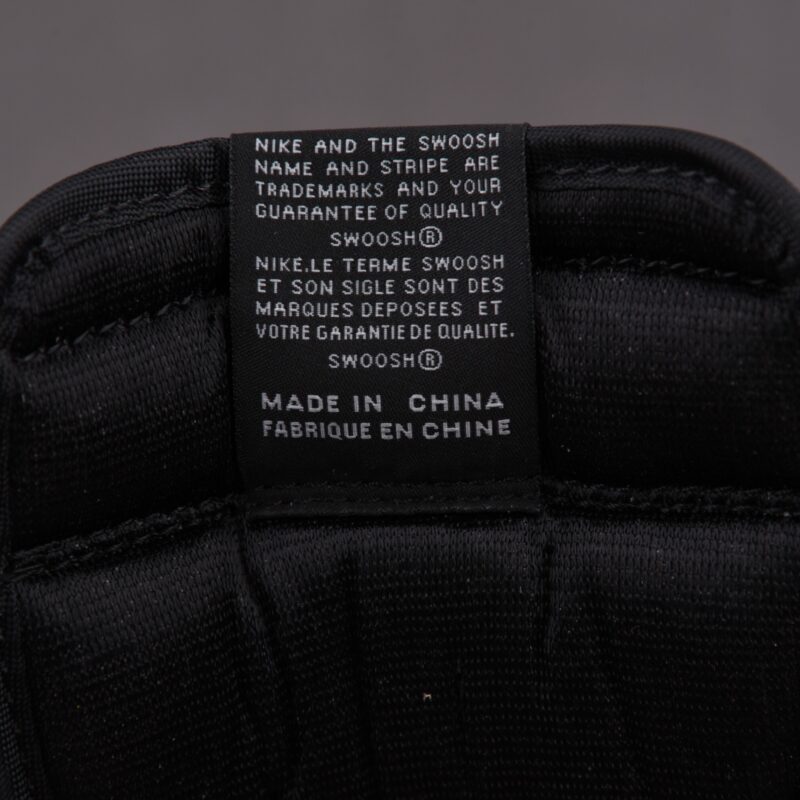 NIKE AND THE SWOOSH
NAME AND STRIPE ARE
TRADEMARKS AND YOUR
GUARANTEE OF QUALITY
SWOOSH®
NIKE.LE TERME SWOOSH
ET SON SIGLE SONT DES
MARQUES DEPOSEES ET
VOTRE GARANTIE DE QUALITE.
SWOOSH®
MADE IN CHINA
FABRIQUE EN CHINE